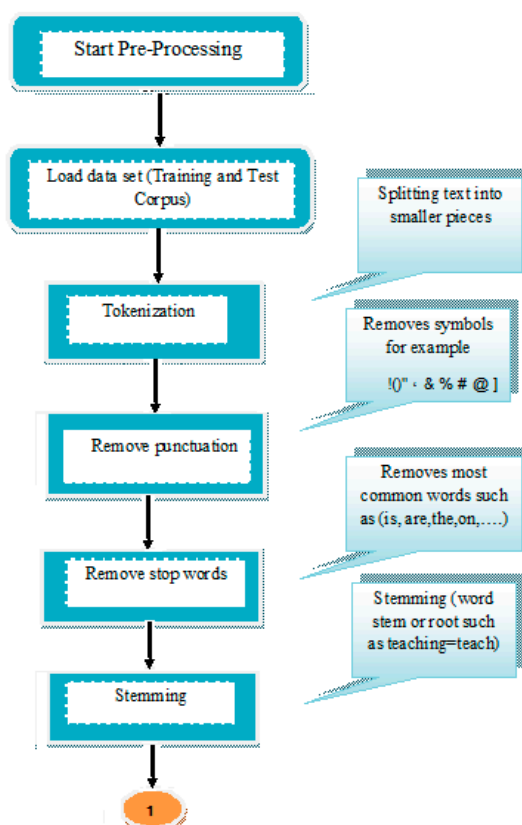 Start Pre-Processing
Load data set (Training and Test
Corpus)
Splitting text into
smaller pieces
Tokenization
Removes symbols
for example
!()" ، & % # @ ]
Remove punctuation
Removes most
common words such
as (is, are,the,on,....)
Remove stop words
Stemming (word
stem or root such
as teaching=teach)
Stemming
1